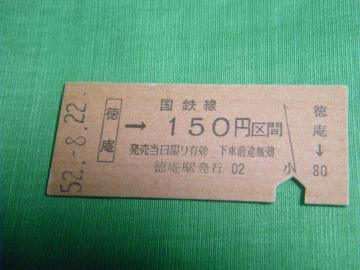 52.-8.22.
国鉄線
徳庵 → 150円区間
発売当日限り有効 下車前途無効
徳庵駅発行 02
小
徳庵
↓
80